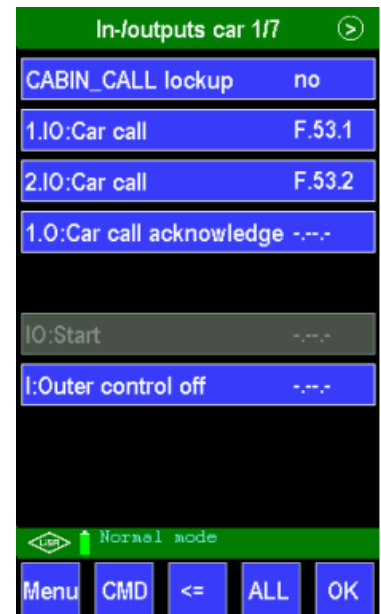 In-/outputs car 1/7 >
CABIN_CALL lockup no
1.IO:Car call F.53.1
2.IO:Car call F.53.2
1.O:Car call acknowledge -.--.-
IO:Start -.--.-
I:Outer control off -.--.-
LiSA Normal mode
Menu CMD <= ALL OK